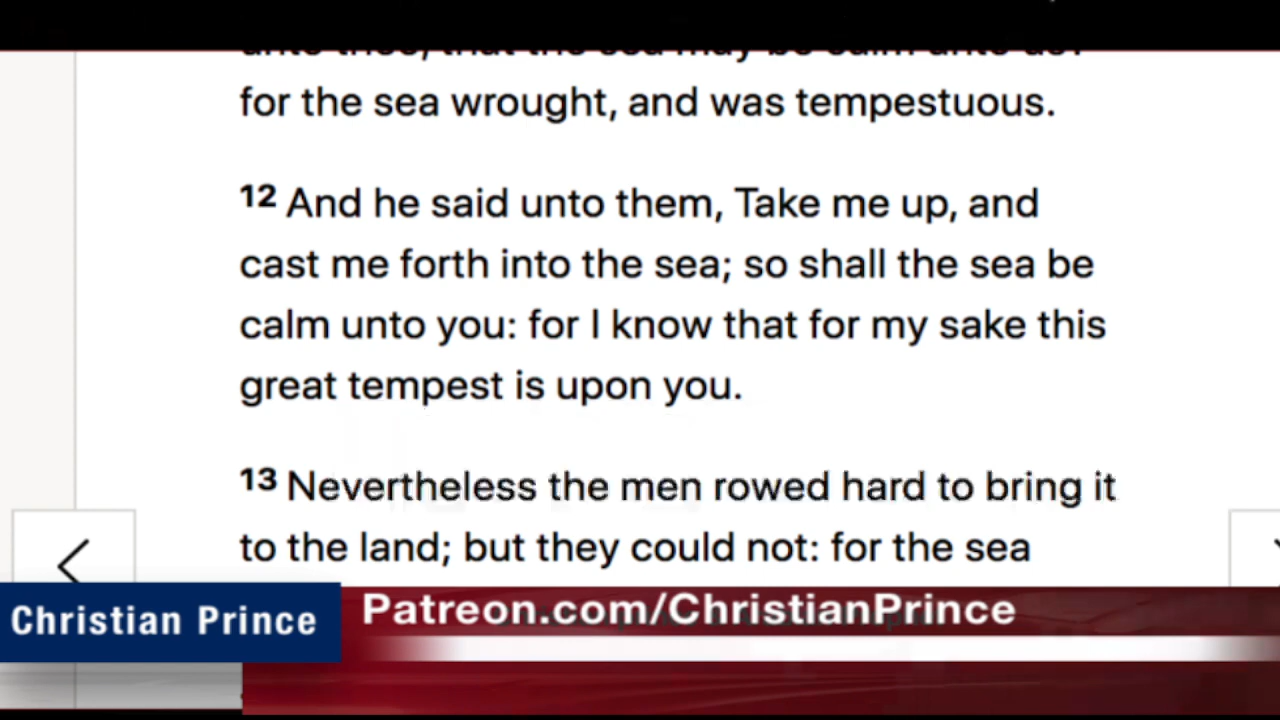 for the sea wrought, and was tempestuous.
12 And he said unto them, Take me up, and
cast me forth into the sea; so shall the sea be
calm unto you: for I know that for my sake this
great tempest is upon you.
13 Nevertheless the men rowed hard to bring it
to the land; but they could not: for the sea
Christian Prince
Patreon.com/ChristianPrince